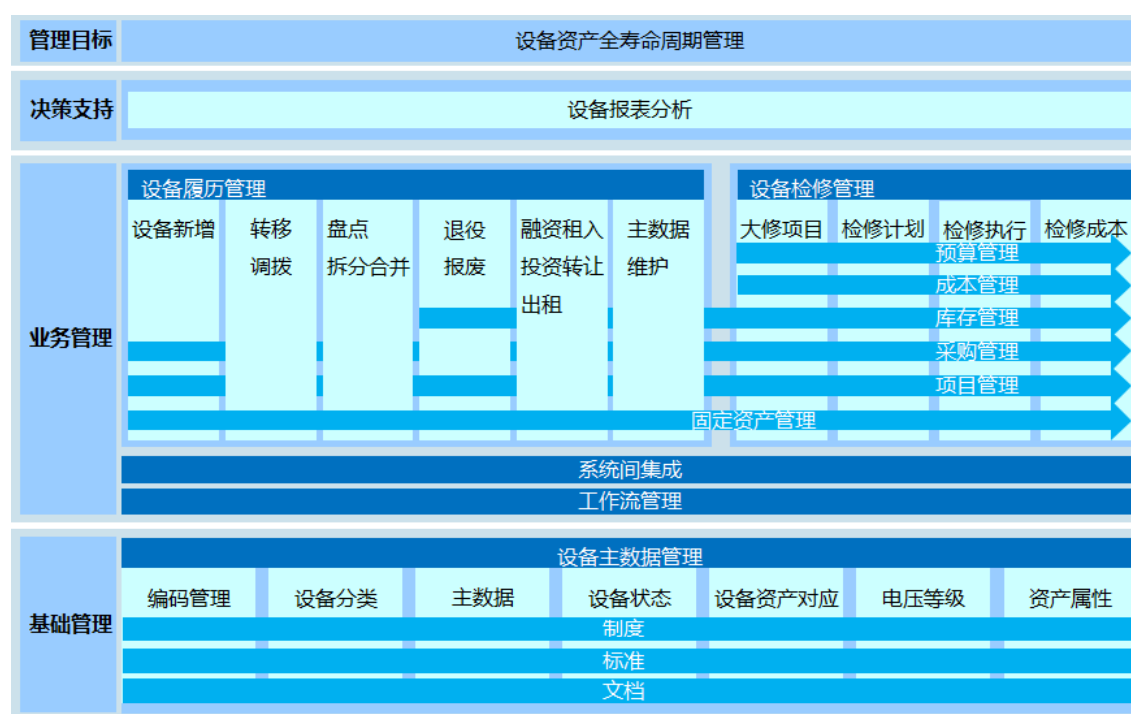 管理目标
设备资产全寿命周期管理
决策支持
设备报表分析
业务管理
设备履历管理
设备新增
转移
调拨
盘点
拆分合并
退役
报废
融资租入
投资转让
出租
主数据
维护
设备检修管理
大修项目
检修计划
检修执行
检修成本
预算管理
成本管理
库存管理
采购管理
项目管理
固定资产管理
系统间集成
工作流管理
基础管理
设备主数据管理
编码管理
设备分类
主数据
设备状态
设备资产对应
电压等级
资产属性
制度
标准
文档